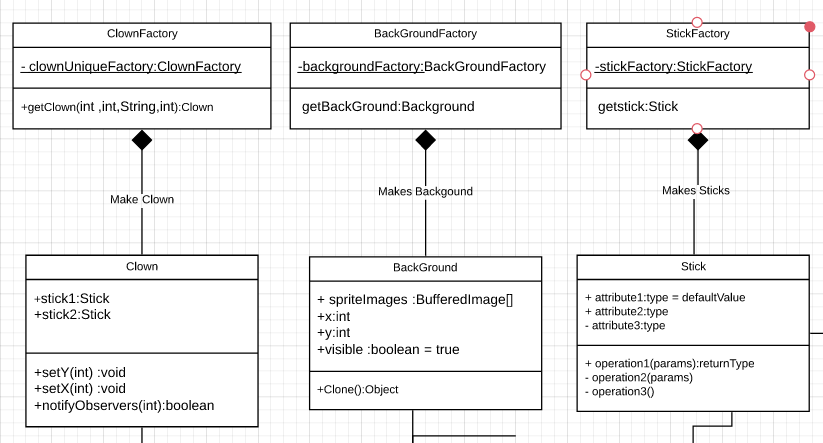 ClownFactory
- clownUniqueFactory:ClownFactory
+getClown(int ,int,String,int):Clown
BackGroundFactory
-backgroundFactory:BackGroundFactory
getBackGround:Background
StickFactory
-stickFactory:StickFactory
getstick:Stick
Make Clown
Makes Backgound
Makes Sticks
Clown
+stick1:Stick
+stick2:Stick
+setY(int) :void
+setX(int) :void
+notifyObservers(int):boolean
BackGround
+ spriteImages :BufferedImage[]
+x:int
+y:int
+visible :boolean = true
+Clone():Object
Stick
+ attribute1:type = defaultValue
+ attribute2:type
- attribute3:type
+ operation1(params):returnType
- operation2(params)
- operation3()